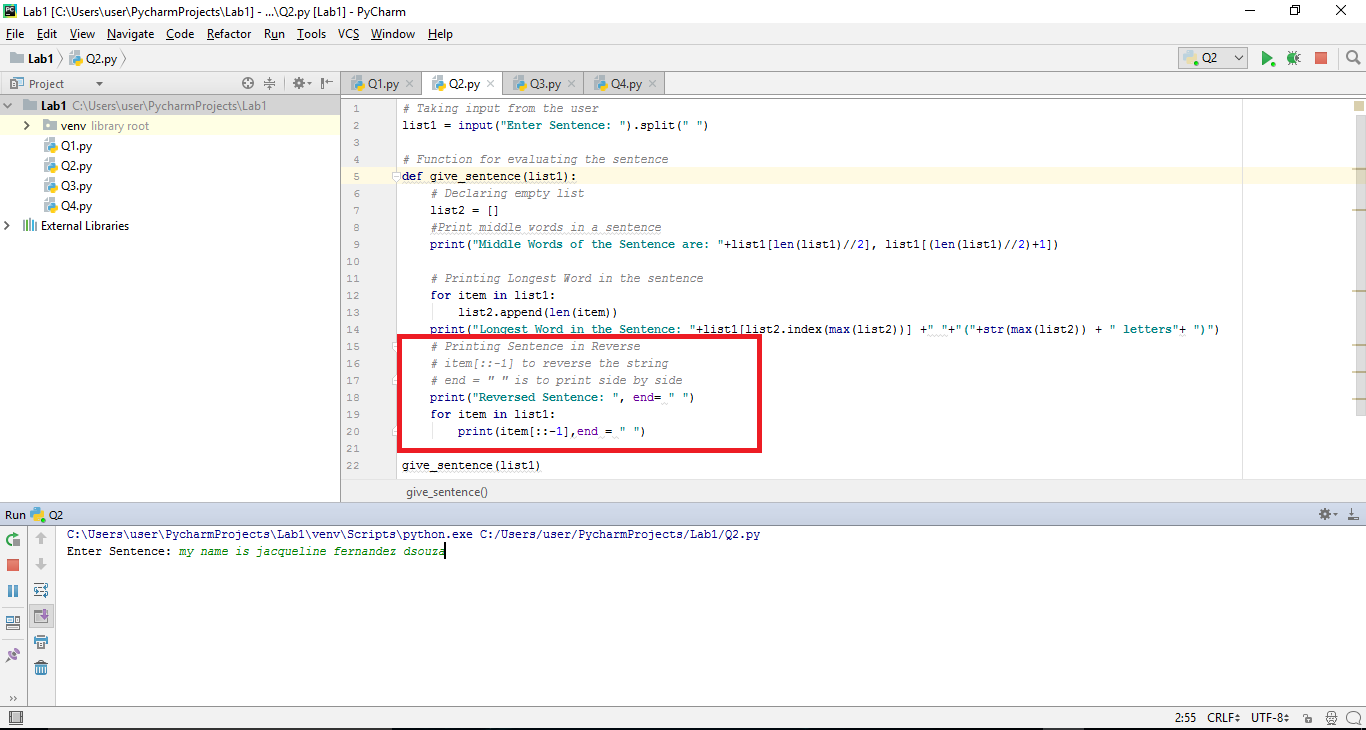 Lab1 [C:\Users\user\PycharmProjects\Lab1] - ...\Q2.py [Lab1] - PyCharm
File Edit View Navigate Code Refactor Run Tools VCS Window Help
Lab1 Q2.py Q2
Project Q1.py Q2.py Q3.py Q4.py
Lab1 C:\Users\user\PycharmProjects\Lab1
venv library root
Q1.py
Q2.py
Q3.py
Q4.py
External Libraries
1 # Taking input from the user
2 list1 = input("Enter Sentence: ").split(" ")
3
4 # Function for evaluating the sentence
5 def give_sentence(list1):
6 # Declaring empty list
7 list2 = []
8 #Print middle words in a sentence
9 print("Middle Words of the Sentence are: "+list1[len(list1)//2], list1[(len(list1)//2)+1])
10
11 # Printing Longest Word in the sentence
12 for item in list1:
13 list2.append(len(item))
14 print("Longest Word in the Sentence: "+list1[list2.index(max(list2))] +" "+"("+str(max(list2)) + " letters"+ ")")
15 # Printing Sentence in Reverse
16 # item[::-1] to reverse the string
17 # end = " " is to print side by side
18 print("Reversed Sentence: ", end= " ")
19 for item in list1:
20 print(item[::-1],end = " ")
21
22 give_sentence(list1)
give_sentence()
Run Q2
C:\Users\user\PycharmProjects\Lab1\venv\Scripts\python.exe C:/Users/user/PycharmProjects/Lab1/Q2.py
Enter Sentence: my name is jacqueline fernandez dsouza
2:55 CRLF UTF-8